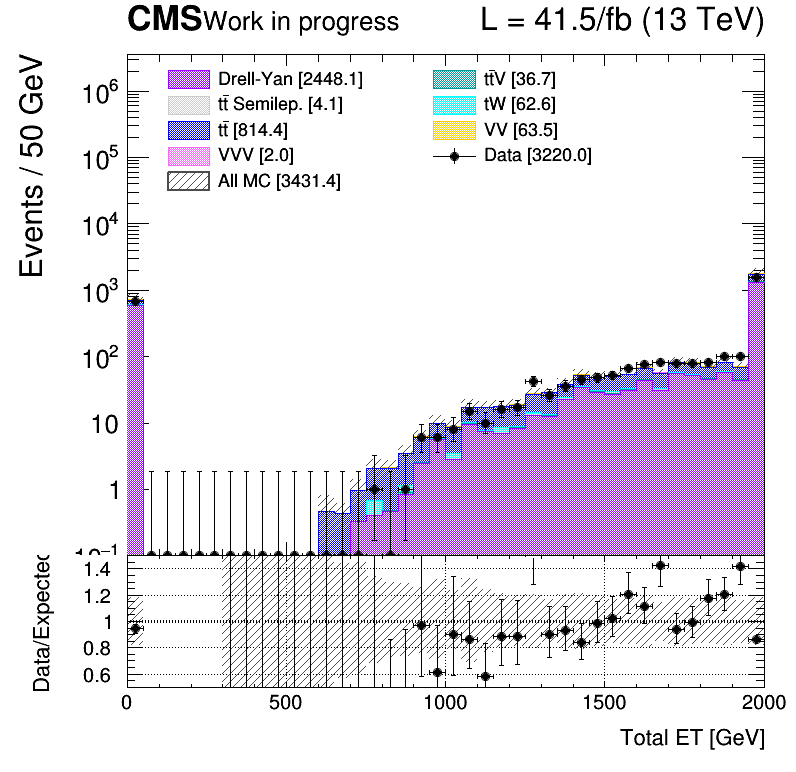 CMS Work in progress L = 41.5/fb (13 TeV)
Events / 50 GeV
Drell-Yan [2448.1]
tt̄ Semilep. [4.1]
tt̄ [814.4]
VVV [2.0]
All MC [3431.4]
tt̄V [36.7]
tW [62.6]
VV [63.5]
Data [3220.0]
10⁶
10⁵
10⁴
10³
10²
10
1
10⁻¹
Data/Expected
1.4
1.2
1
0.8
0.6
0 500 1000 1500 2000
Total ET [GeV]